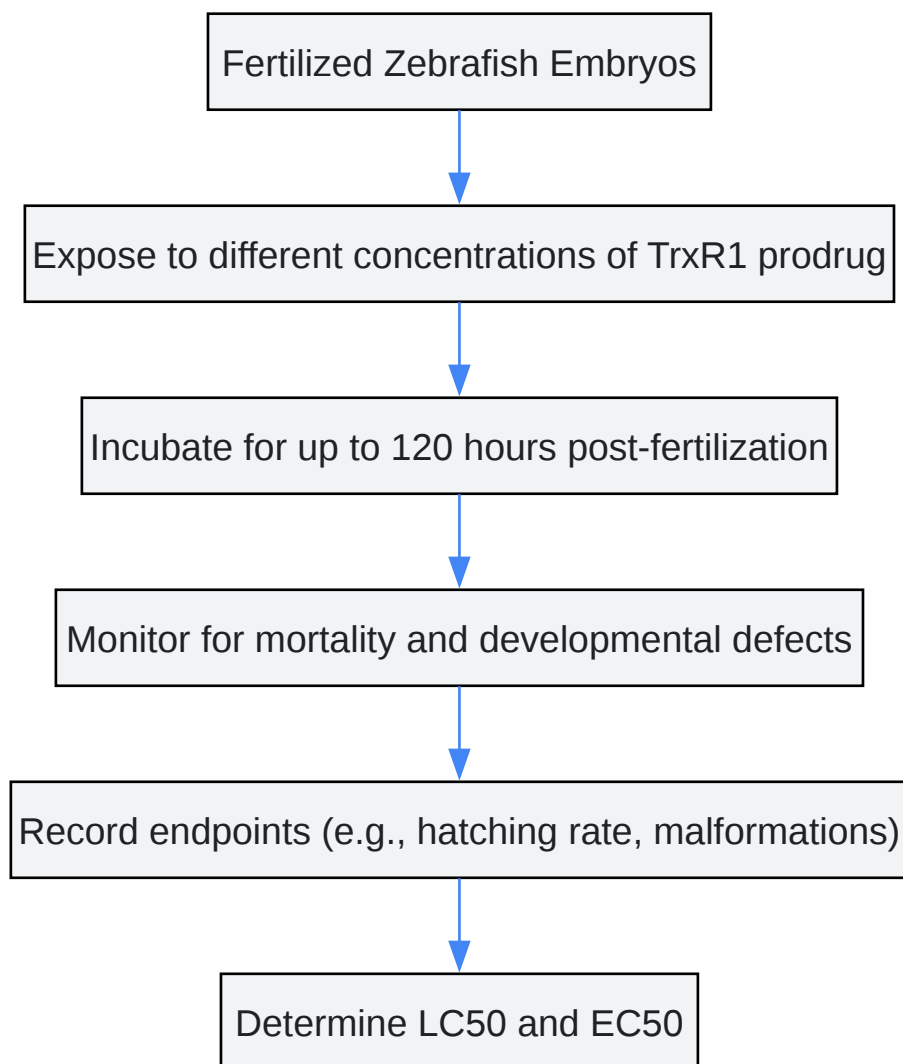 Fertilized Zebrafish Embryos
Expose to different concentrations of TrxR1 prodrug
Incubate for up to 120 hours post-fertilization
Monitor for mortality and developmental defects
Record endpoints (e.g., hatching rate, malformations)
Determine LC50 and EC50